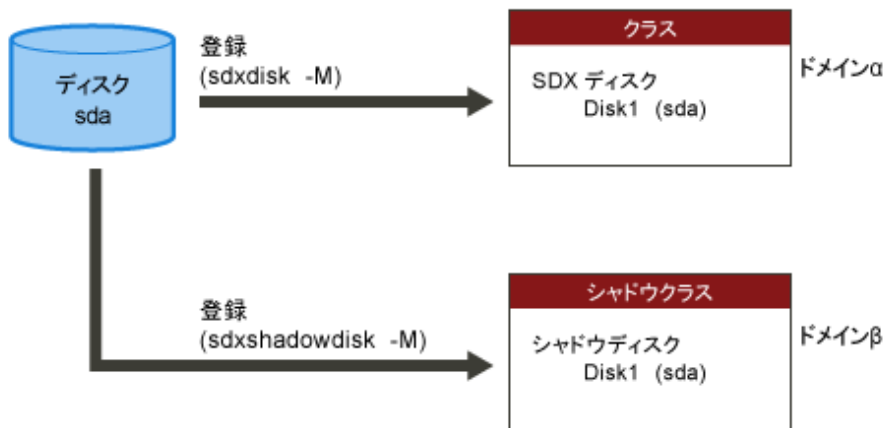 ディスク
sda
登録
(sdxdisk -M)
クラス
SDX ディスク
Disk1 (sda)
ドメインα
登録
(sdxshadowdisk -M)
シャドウクラス
シャドウディスク
Disk1 (sda)
ドメインβ